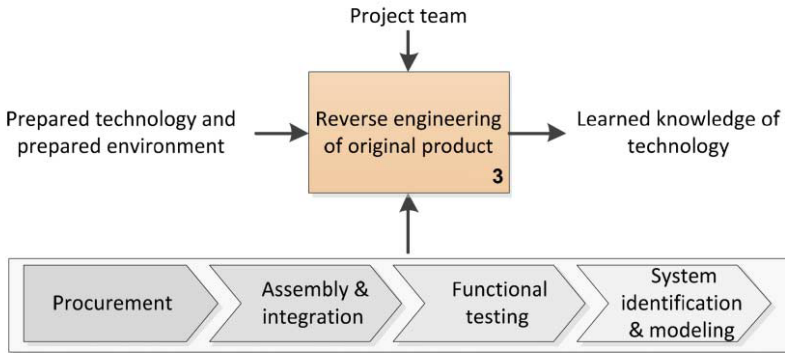 Project team
Prepared technology and
prepared environment
Reverse engineering
of original product
3
Learned knowledge of
technology
Procurement
Assembly &
integration
Functional
testing
System
identification
& modeling